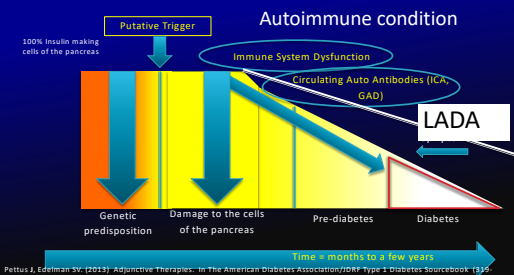 Autoimmune condition
Putative Trigger
100% Insulin making
cells of the pancreas
Immune System Dysfunction
Circulating Auto Antibodies (ICA,
GAD)
LADA
Genetic
predisposition
Damage to the cells
of the pancreas
Pre-diabetes
Diabetes
Time = months to a few years
Pettus J, Edelman SV. (2013) Adjunctive Therapies. In The American Diabetes Association/JDRF Type 1 Diabetes Sourcebook (319-